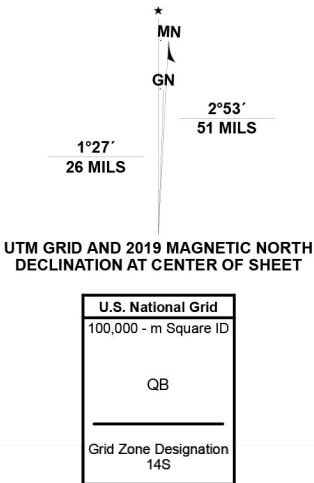 MN
GN
2°53´
51 MILS
1°27´
26 MILS
UTM GRID AND 2019 MAGNETIC NORTH
DECLINATION AT CENTER OF SHEET
U.S. National Grid
100,000 - m Square ID
QB
Grid Zone Designation
14S